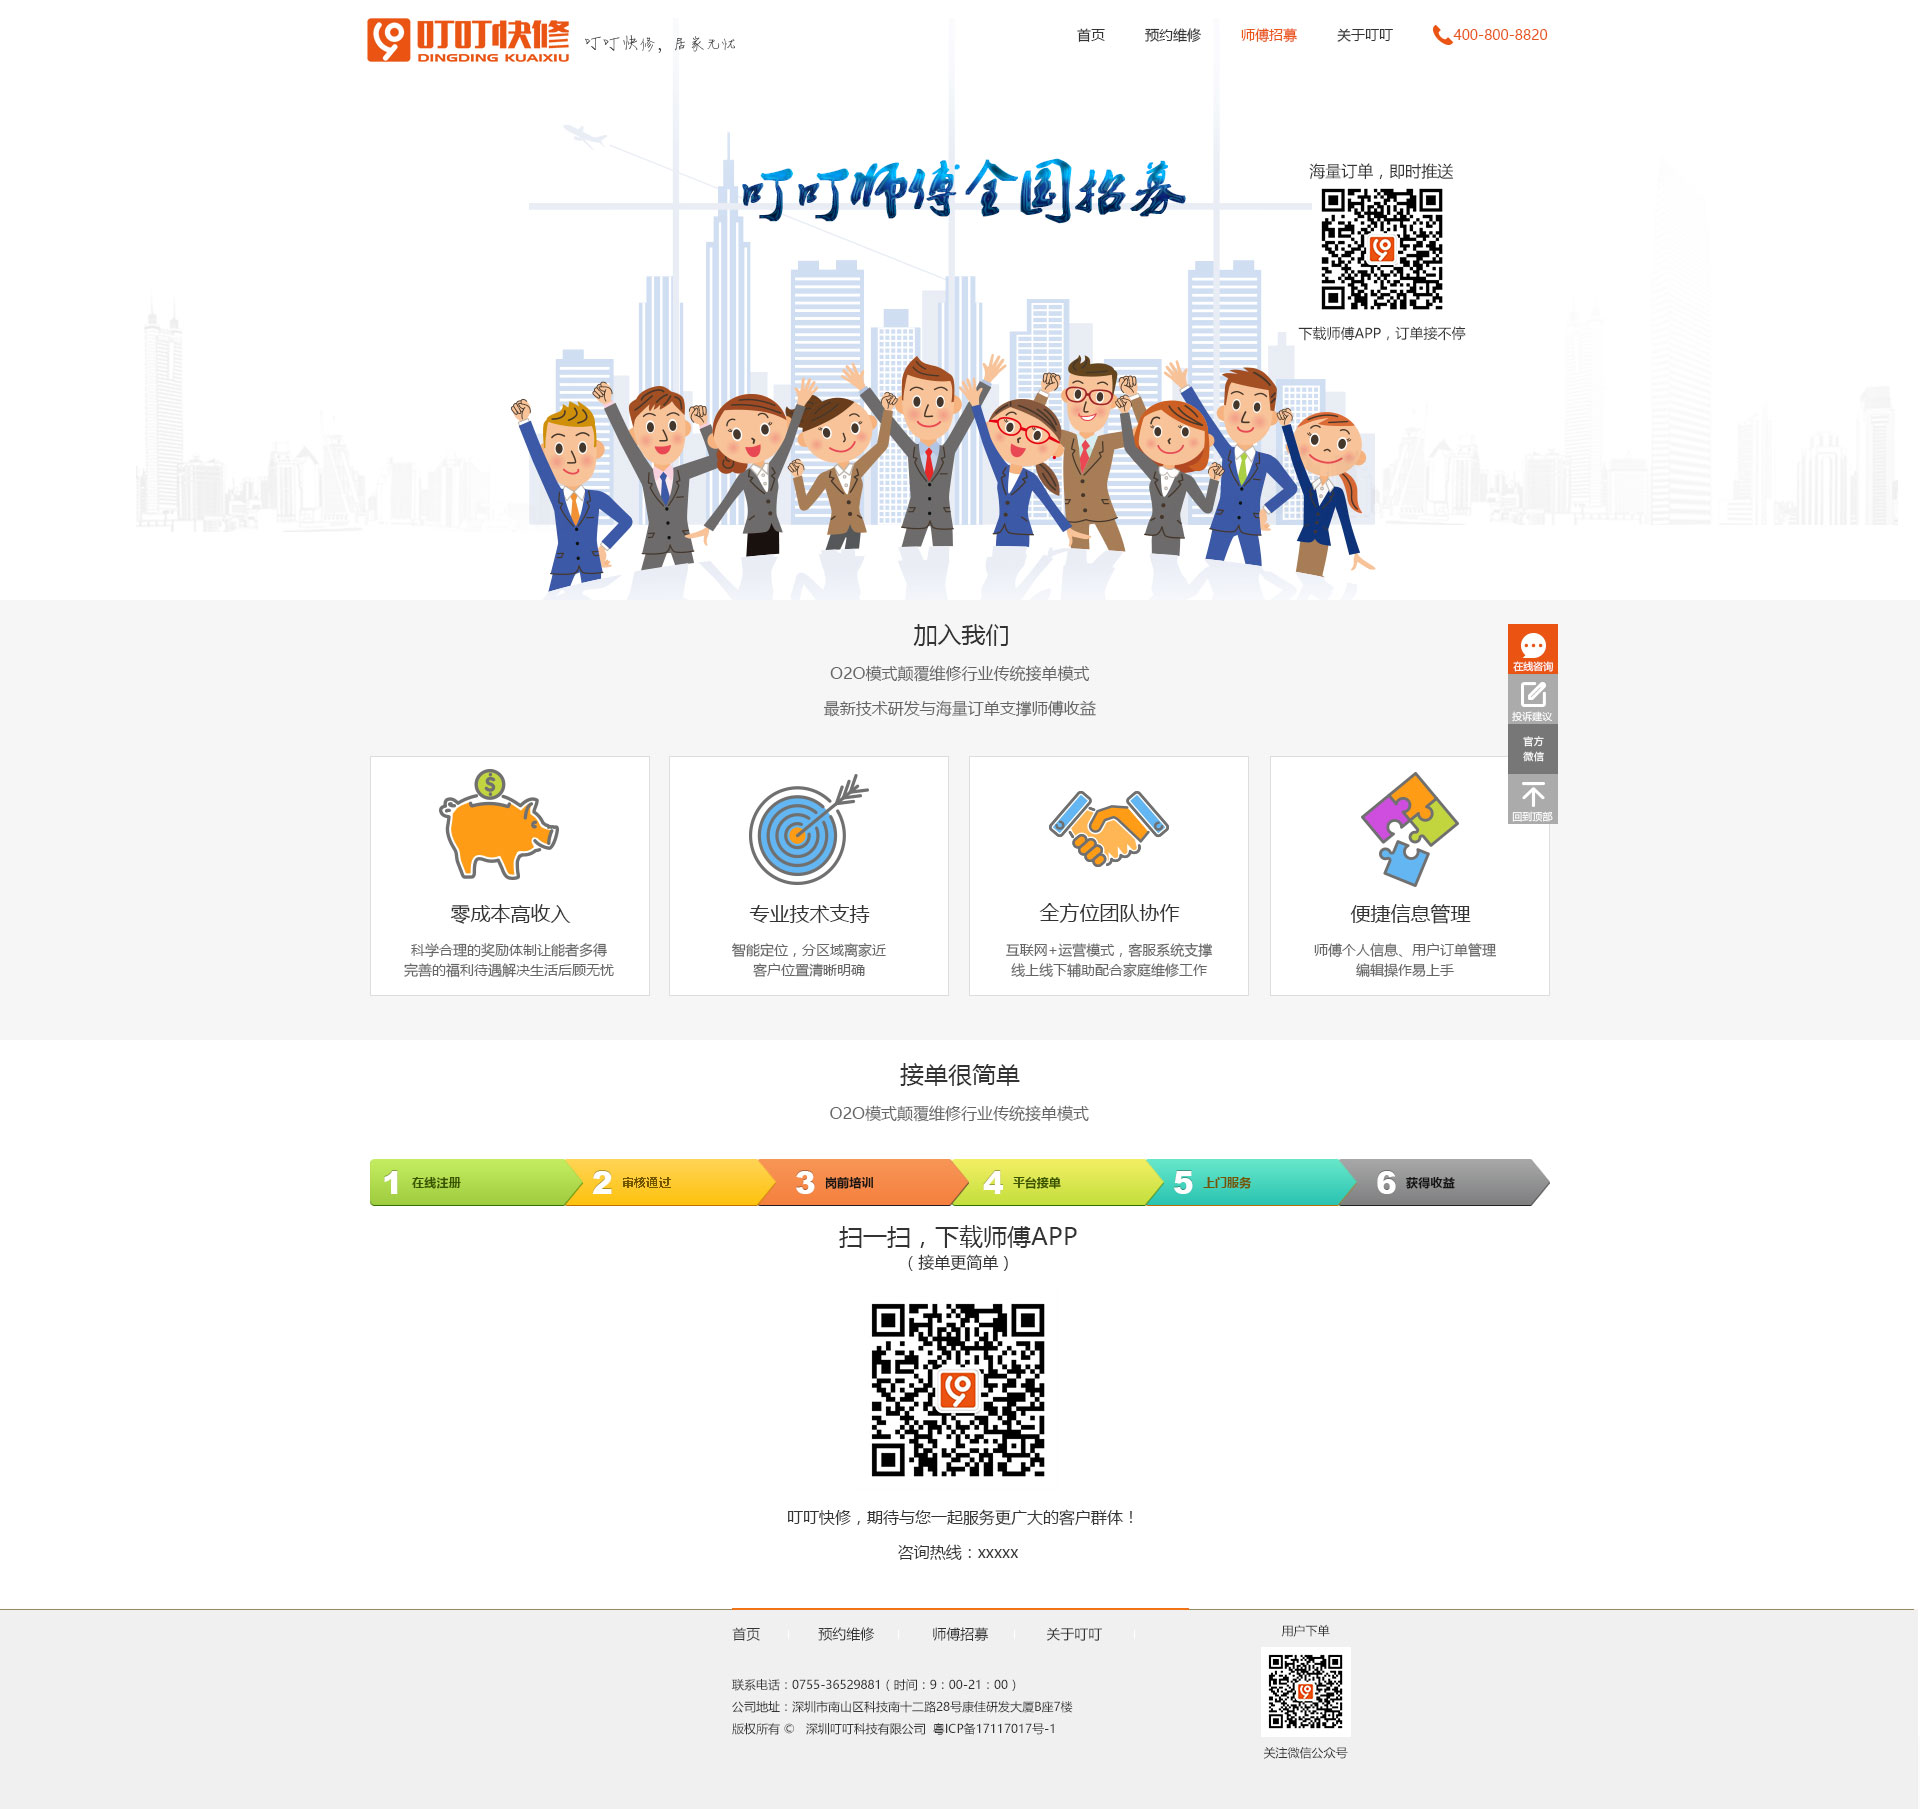 叮叮快修
DINGDING KUAIXIU
叮叮快修，居家无忧
首页 预约维修 师傅招募 关于叮叮 400-800-8820
叮叮师傅全国招募
海量订单，即时推送
下载师傅APP，订单接不停
加入我们
O2O模式颠覆维修行业传统接单模式
最新技术研发与海量订单支撑师傅收益
在线咨询
投诉建议
官方
微信
回到顶部
零成本高收入
科学合理的奖励体制让能者多得
完善的福利待遇解决生活后顾无忧
专业技术支持
智能定位，分区域离家近
客户位置清晰明确
全方位团队协作
互联网+运营模式，客服系统支撑
线上线下辅助配合家庭维修工作
便捷信息管理
师傅个人信息、用户订单管理
编辑操作易上手
接单很简单
O2O模式颠覆维修行业传统接单模式
1 在线注册 2 审核通过 3 岗前培训 4 平台接单 5 上门服务 6 获得收益
扫一扫，下载师傅APP
（接单更简单）
叮叮快修，期待与您一起服务更广大的客户群体！
咨询热线：xxxxx
首页 预约维修 师傅招募 关于叮叮
联系电话：0755-36529881（时间：9：00-21：00）
公司地址：深圳市南山区科技南十二路28号康佳研发大厦B座7楼
版权所有 © 深圳叮叮科技有限公司 粤ICP备17117017号-1
用户下单
关注微信公众号